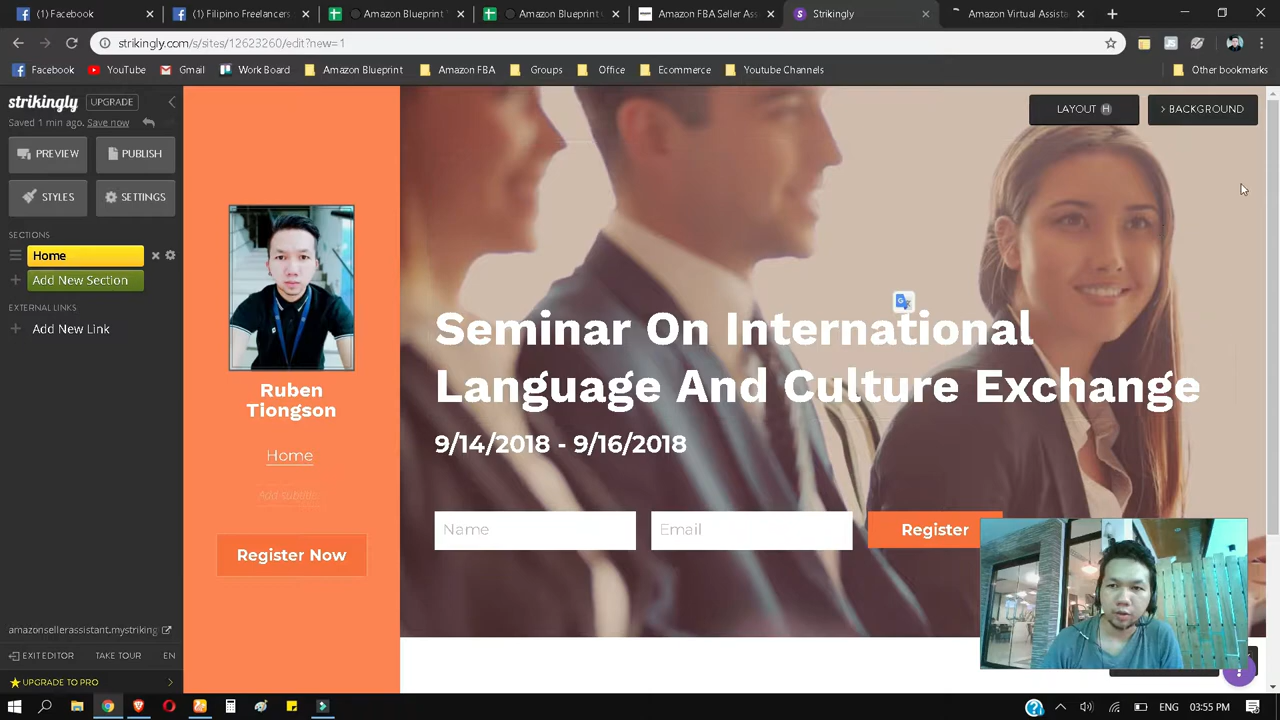 (1) Facebook
(1) Filipino Freelancers
Amazon Blueprint
Amazon Blueprint
Amazon FBA Seller Ass
Strikingly
Amazon Virtual Assista
strikingly.com/s/sites/12623260/edit?new=1
Facebook
YouTube
Gmail
Work Board
Amazon Blueprint
Amazon FBA
Groups
Office
Ecommerce
Youtube Channels
Other bookmarks
strikingly
UPGRADE
Saved 1 min ago. Save now
PREVIEW
PUBLISH
STYLES
SETTINGS
SECTIONS
Home
Add New Section
EXTERNAL LINKS
Add New Link
amazonsellerassistant.mystriking
EXIT EDITOR
TAKE TOUR
EN
UPGRADE TO PRO
Ruben
Tiongson
Home
Add subtitle
Register Now
LAYOUT H
BACKGROUND
Seminar On International
Language And Culture Exchange
9/14/2018 - 9/16/2018
Name
Email
Register
ENG
03:55 PM